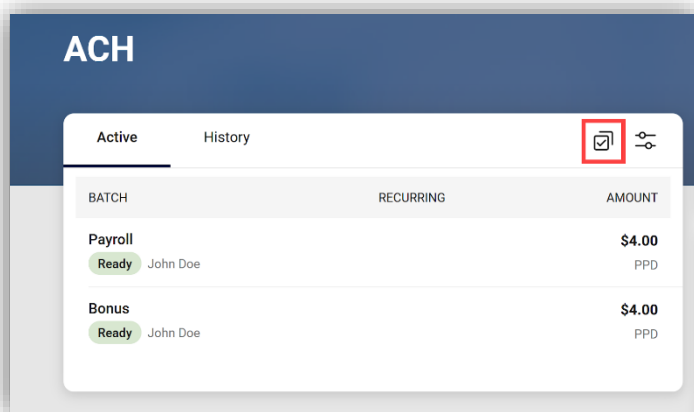 ACH
Active History
BATCH RECURRING AMOUNT
Payroll $4.00
Ready John Doe PPD
Bonus $4.00
Ready John Doe PPD